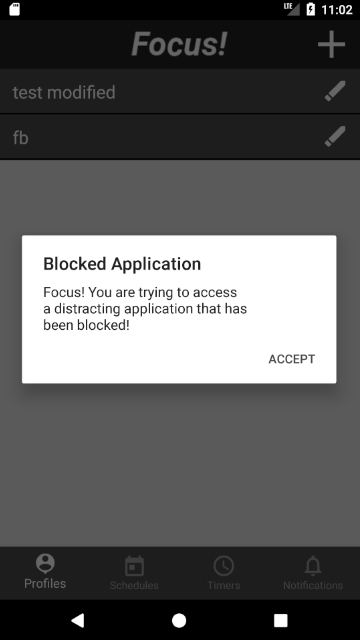 LTE 11:02
Focus!
test modified
fb
Blocked Application
Focus! You are trying to access
a distracting application that has
been blocked!
ACCEPT
Profiles Schedules Timers Notifications